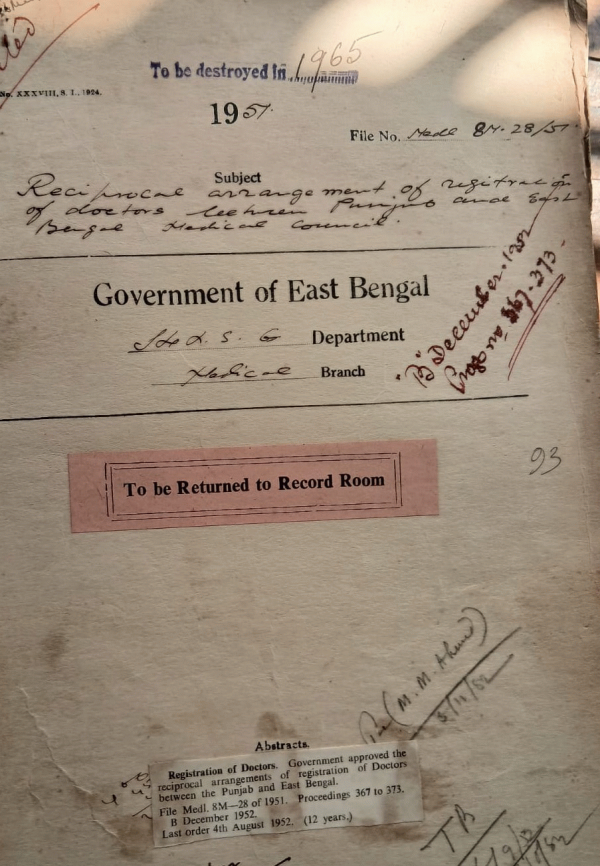 To be destroyed in 1965
No. XXXVIII, S. I., 1924.
1951.
File No. Medl 8M-28/51.
Subject
Reciprocal arrangement of registration
of doctors between Punjab and East
Bengal Medical Council.
Government of East Bengal
Department
Medical Branch
"B" December. 1952
Progs no 367-373.
93
To be Returned to Record Room
(M. M. Ahmed)
Abstracts.
Registration of Doctors. Government approved the
reciprocal arrangements of registration of Doctors
between the Punjab and East Bengal.
File Medl. 8M—28 of 1951. Proceedings 367 to 373.
B December 1952.
Last order 4th August 1952. (12 years,)
TB